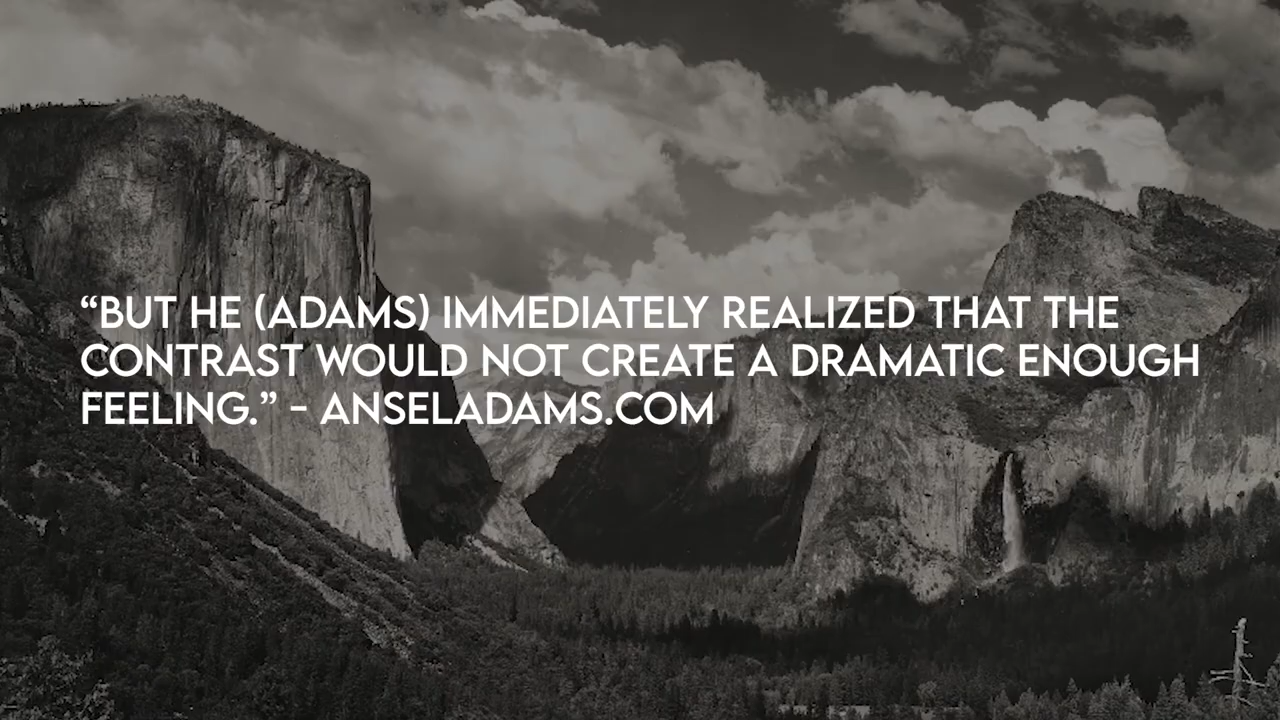 “BUT HE (ADAMS) IMMEDIATELY REALIZED THAT THE
CONTRAST WOULD NOT CREATE A DRAMATIC ENOUGH
FEELING.” – ANSELADAMS.COM